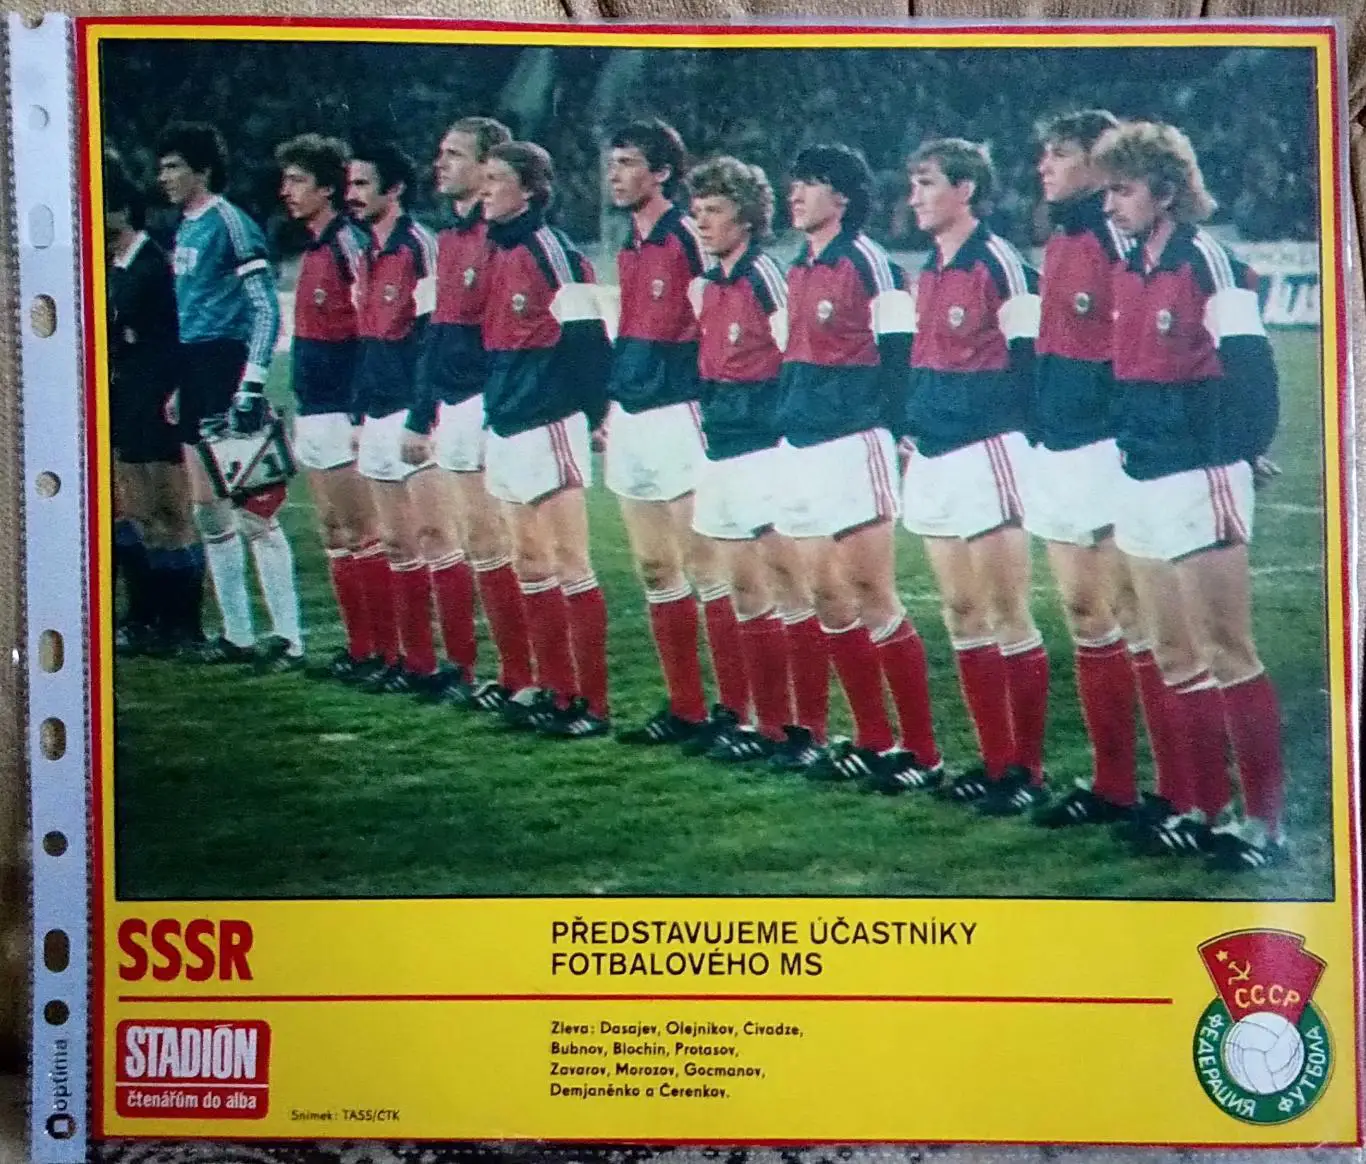 SSSR
PŘEDSTAVUJEME ÚČASTNÍKY
FOTBALOVÉHO MS
STADIÓN
čtenářům do alba
Snímek: TASS/ČTK
Zleva: Dasajev, Olejnikov, Čivadze,
Bubnov, Blochin, Protasov,
Zavarov, Morozov, Gocmanov,
Demjaněnko a Čerenkov.
СССР
ФЕДЕРАЦИЯ ФУТБОЛА
optima